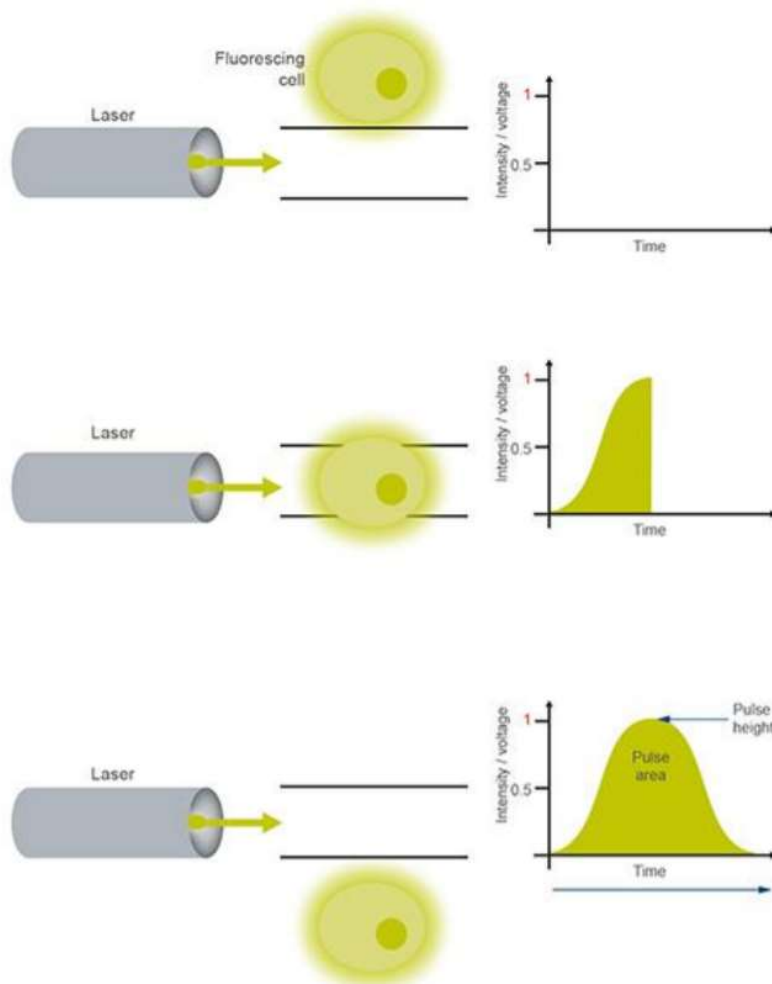 Fluorescing
cell
Laser
Intensity / voltage
1
0.5
Time
Laser
Intensity / voltage
1
0.5
Time
Laser
Intensity / voltage
1
0.5
Pulse
height
Pulse
area
Time